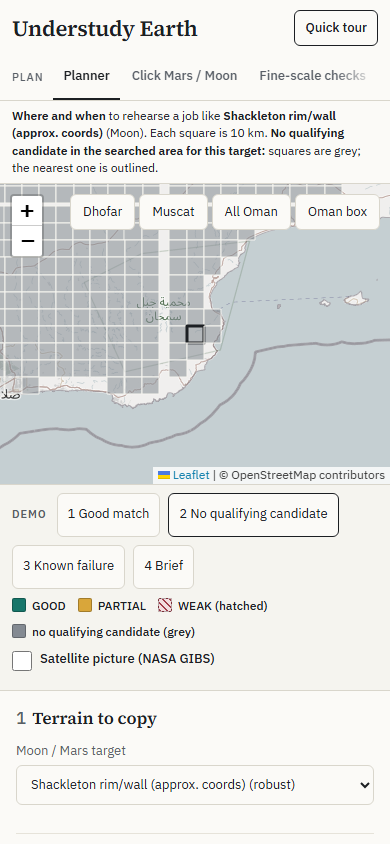 Understudy Earth
Quick tour
PLAN
Planner
Click Mars / Moon
Fine-scale checks
Where and when to rehearse a job like Shackleton rim/wall
(approx. coords) (Moon). Each square is 10 km. No qualifying
candidate in the searched area for this target: squares are grey;
the nearest one is outlined.
+
−
Dhofar
Muscat
All Oman
Oman box
محمية جبل
سمحان
Leaflet | © OpenStreetMap contributors
DEMO
1 Good match
2 No qualifying candidate
3 Known failure
4 Brief
GOOD
PARTIAL
WEAK (hatched)
no qualifying candidate (grey)
Satellite picture (NASA GIBS)
1 Terrain to copy
Moon / Mars target
Shackleton rim/wall (approx. coords) (robust)